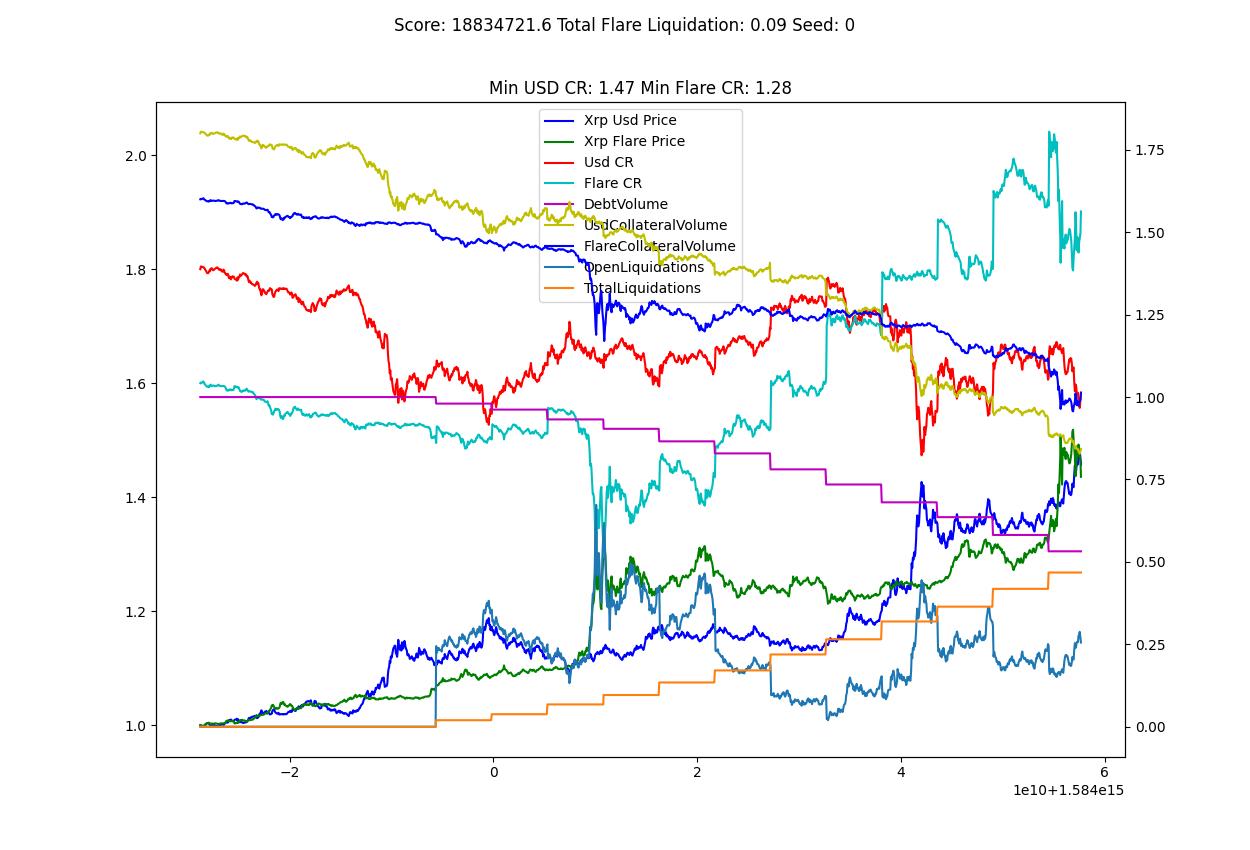 Score: 18834721.6 Total Flare Liquidation: 0.09 Seed: 0
Min USD CR: 1.47 Min Flare CR: 1.28
Xrp Usd Price
Xrp Flare Price
Usd CR
Flare CR
DebtVolume
UsdCollateralVolume
FlareCollateralVolume
OpenLiquidations
TotalLiquidations
2.0
1.8
1.6
1.4
1.2
1.0
1.75
1.50
1.25
1.00
0.75
0.50
0.25
0.00
−2 0 2 4 6
1e10+1.584e15